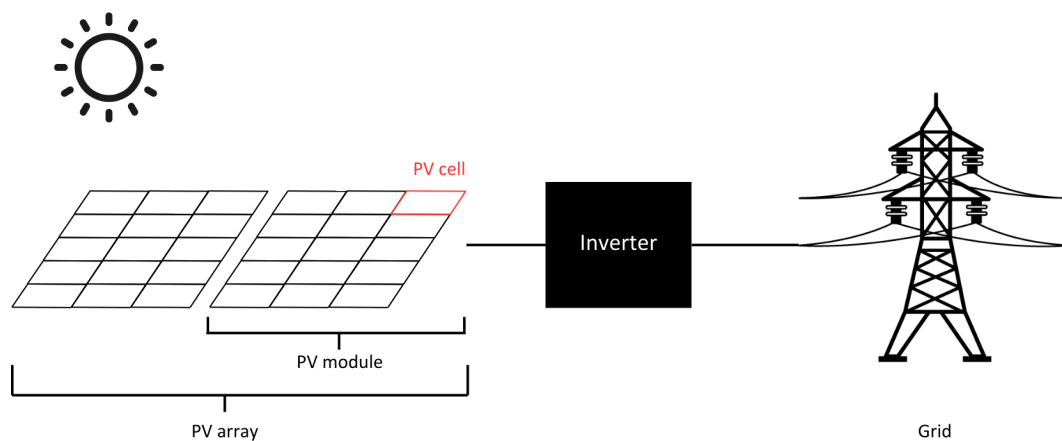 PV cell
Inverter
PV module
PV array
Grid